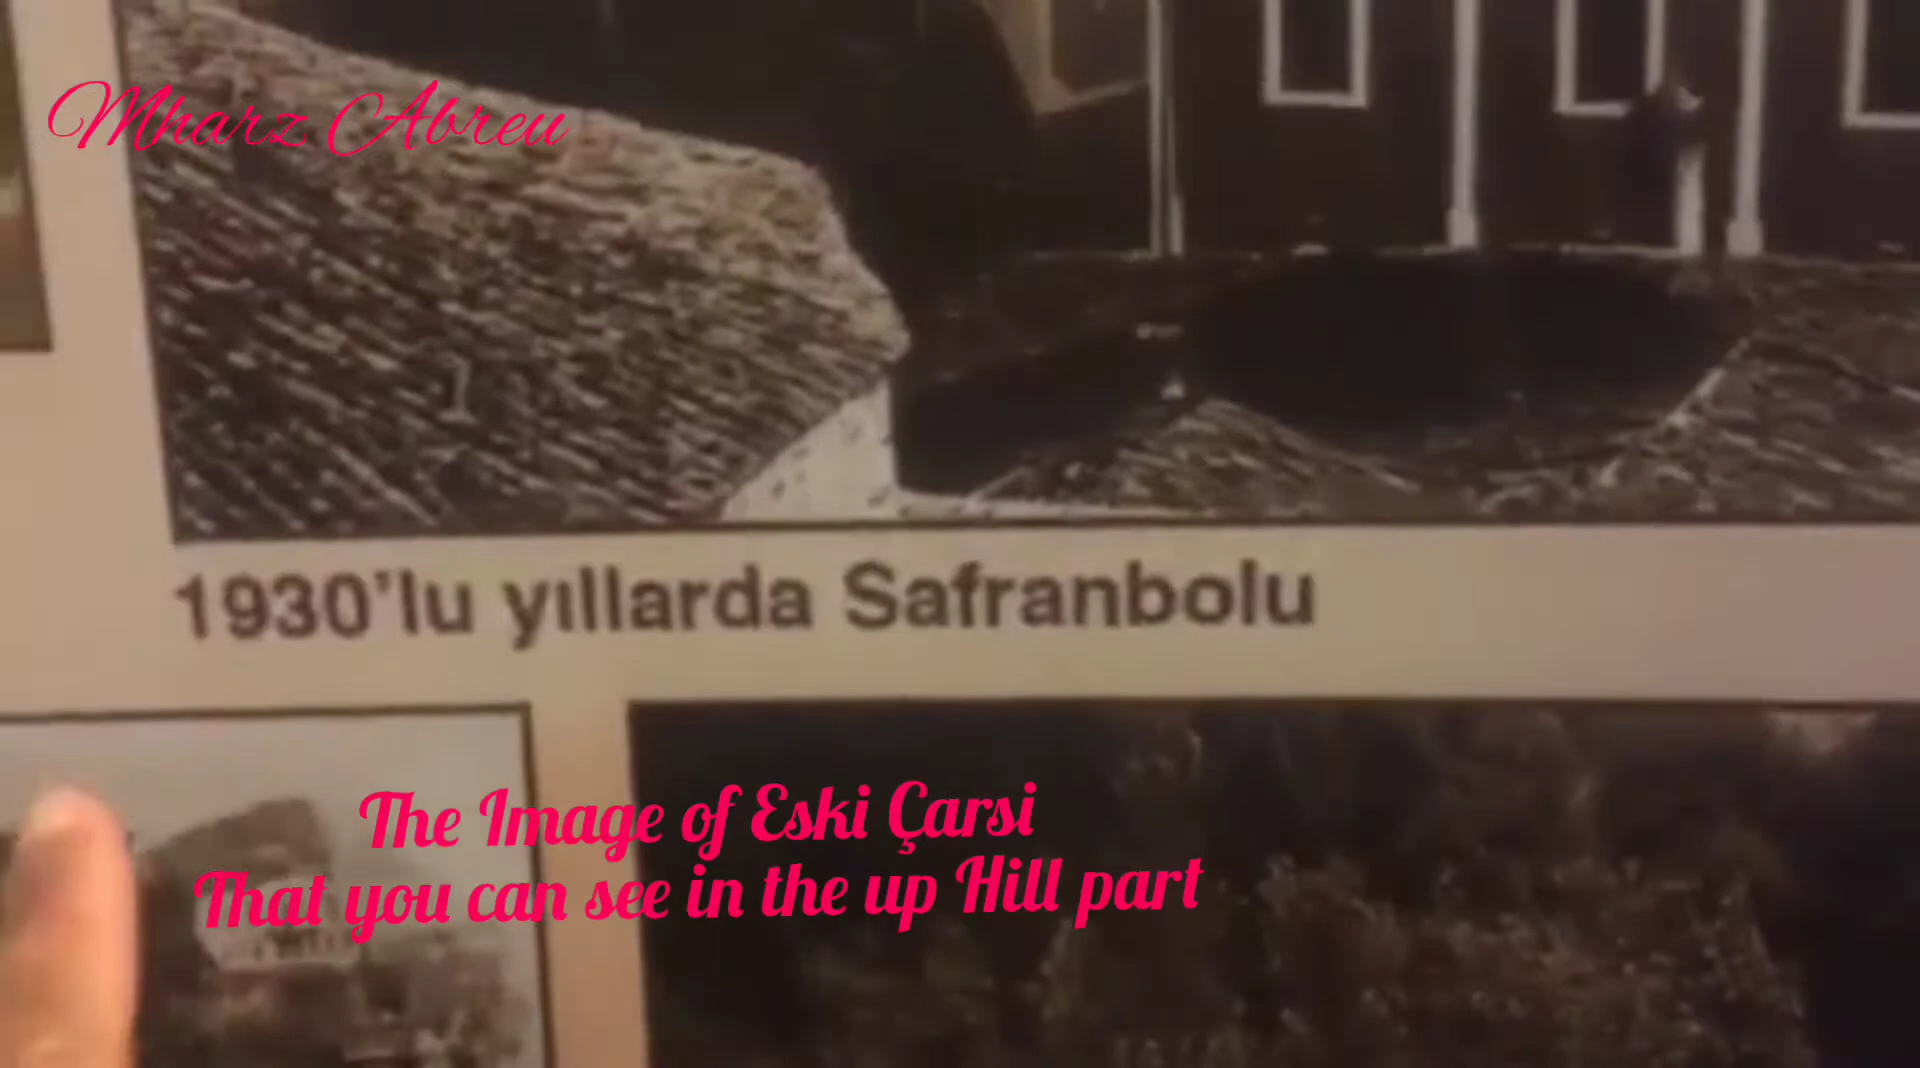 Mharz Abreu
1930'lu yıllarda Safranbolu
The Image of Eski Çarsi
That you can see in the up Hill part